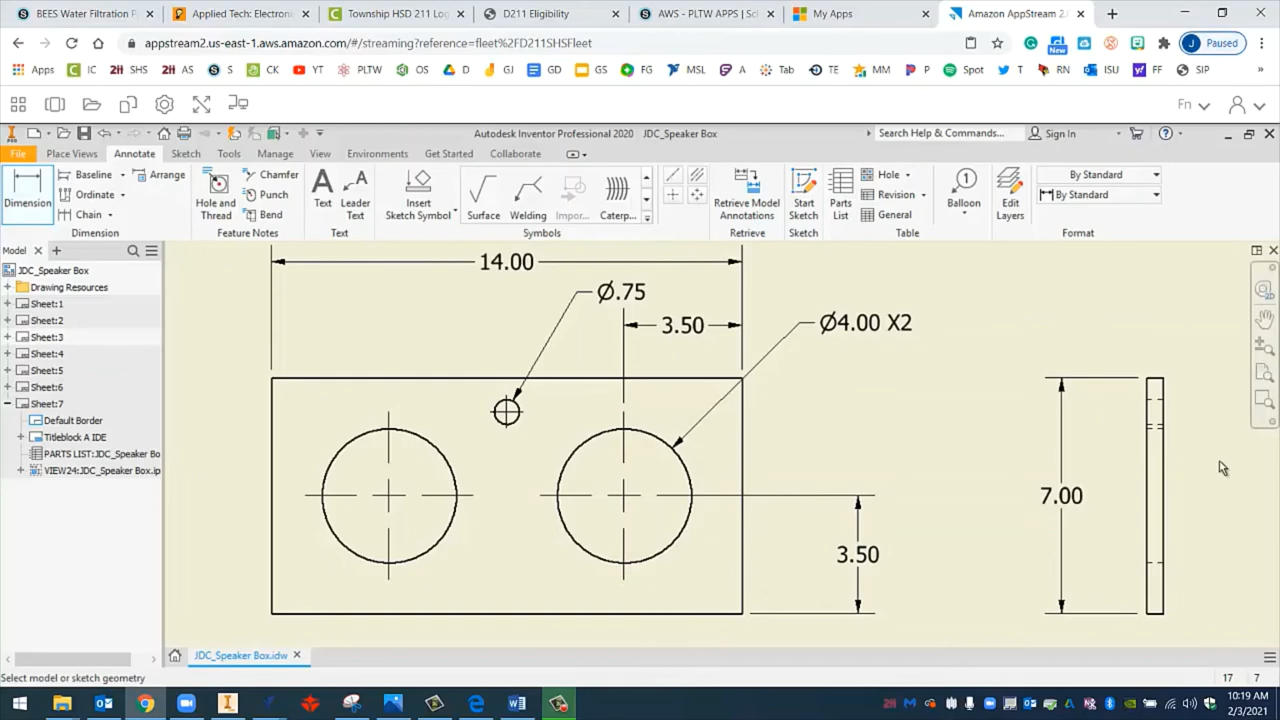 BEES Water Filtration P
Applied Tech: Electronic
Township HSD 211 Log
D211 Eligibility
AWS - PLTW APPS | Sc
My Apps
Amazon AppStream 2.
appstream2.us-east-1.aws.amazon.com/#/streaming?reference=fleet%2FD211SHSFleet
New
J Paused
Apps IC SHS AS S CK YT PLTW OS D GJ GD GS FG MSL A Tab TE MM P Spot T RN ISU FF SIP »
Fn
PRO
Autodesk Inventor Professional 2020 JDC_Speaker Box
Search Help & Commands...
Sign In
File Place Views Annotate Sketch Tools Manage View Environments Get Started Collaborate
Dimension
Baseline
Ordinate
Chain
Arrange
Dimension
Hole and Thread
Chamfer
Punch
Bend
Feature Notes
Text
Leader Text
Text
Insert Sketch Symbol
Surface
Welding
Impor...
Caterp...
Symbols
Retrieve Model Annotations
Retrieve
Start Sketch
Sketch
Parts List
Hole
Revision
General
Table
Balloon
Edit Layers
By Standard
By Standard
Format
Model
JDC_Speaker Box
Drawing Resources
Sheet:1
Sheet:2
Sheet:3
Sheet:4
Sheet:5
Sheet:6
Sheet:7
Default Border
Titleblock A IDE
PARTS LIST:JDC_Speaker Bo
VIEW24:JDC_Speaker Box.ip
14.00
Ø.75
3.50
Ø4.00 X2
7.00
3.50
2D
JDC_Speaker Box.idw
Select model or sketch geometry
17 7
10:19 AM
2/3/2021